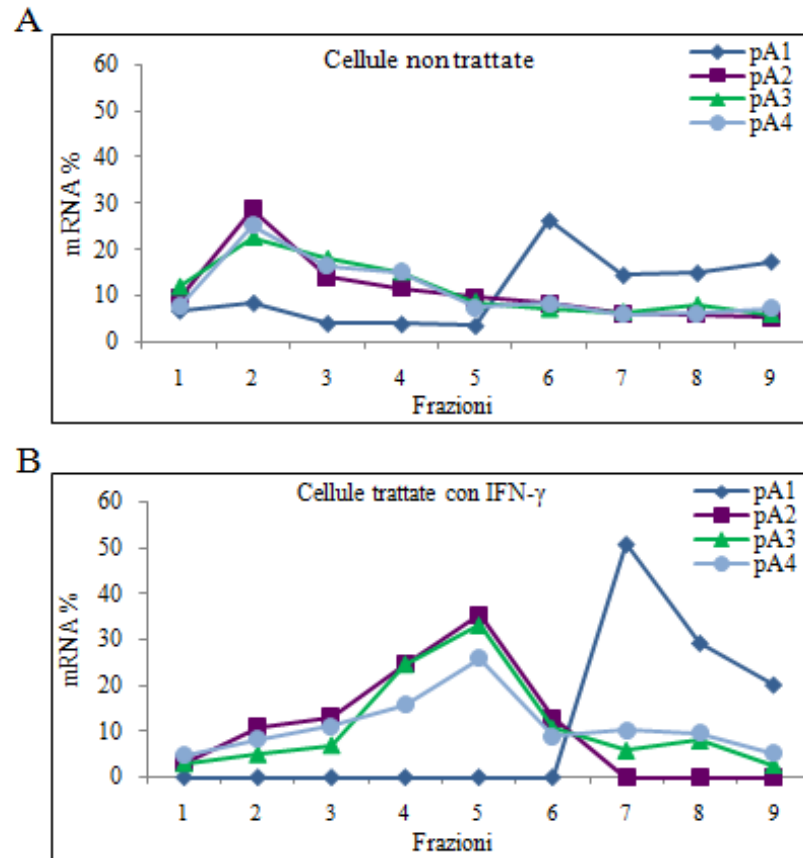 A
Cellule non trattate
pA1
pA2
pA3
pA4
60
50
40
30
20
10
0
mRNA %
1 2 3 4 5 6 7 8 9
Frazioni
B
Cellule trattate con IFN-γ
pA1
pA2
pA3
pA4
60
50
40
30
20
10
0
mRNA %
1 2 3 4 5 6 7 8 9
Frazioni